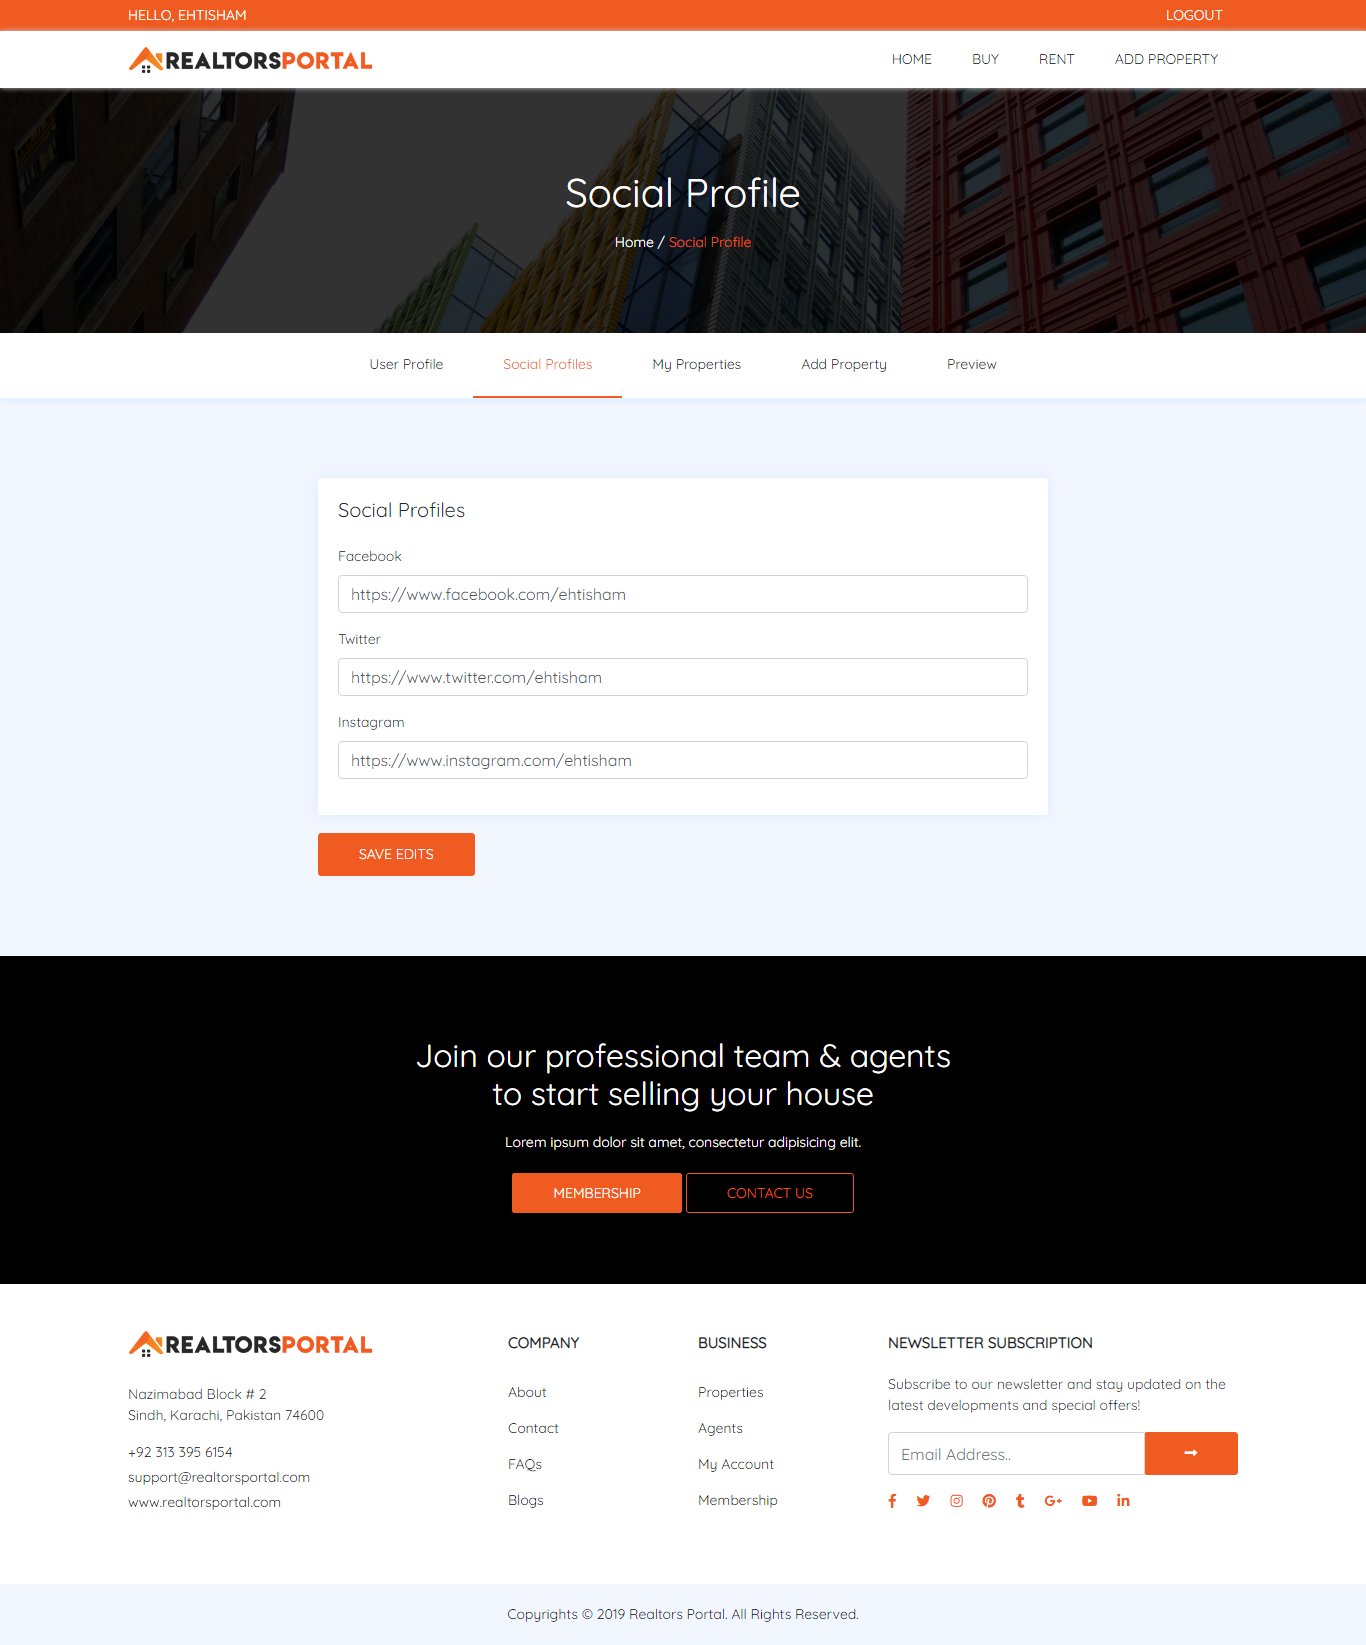 HELLO, EHTISHAM
LOGOUT
REALTORSPORTAL
HOME
BUY
RENT
ADD PROPERTY
Social Profile
Home / Social Profile
User Profile
Social Profiles
My Properties
Add Property
Preview
Social Profiles
Facebook
https://www.facebook.com/ehtisham
Twitter
https://www.twitter.com/ehtisham
Instagram
https://www.instagram.com/ehtisham
SAVE EDITS
Join our professional team & agents
to start selling your house
Lorem ipsum dolor sit amet, consectetur adipisicing elit.
MEMBERSHIP
CONTACT US
REALTORSPORTAL
Nazimabad Block # 2
Sindh, Karachi, Pakistan 74600
+92 313 395 6154
support@realtorsportal.com
www.realtorsportal.com
COMPANY
About
Contact
FAQs
Blogs
BUSINESS
Properties
Agents
My Account
Membership
NEWSLETTER SUBSCRIPTION
Subscribe to our newsletter and stay updated on the
latest developments and special offers!
Email Address..
Copyrights © 2019 Realtors Portal. All Rights Reserved.